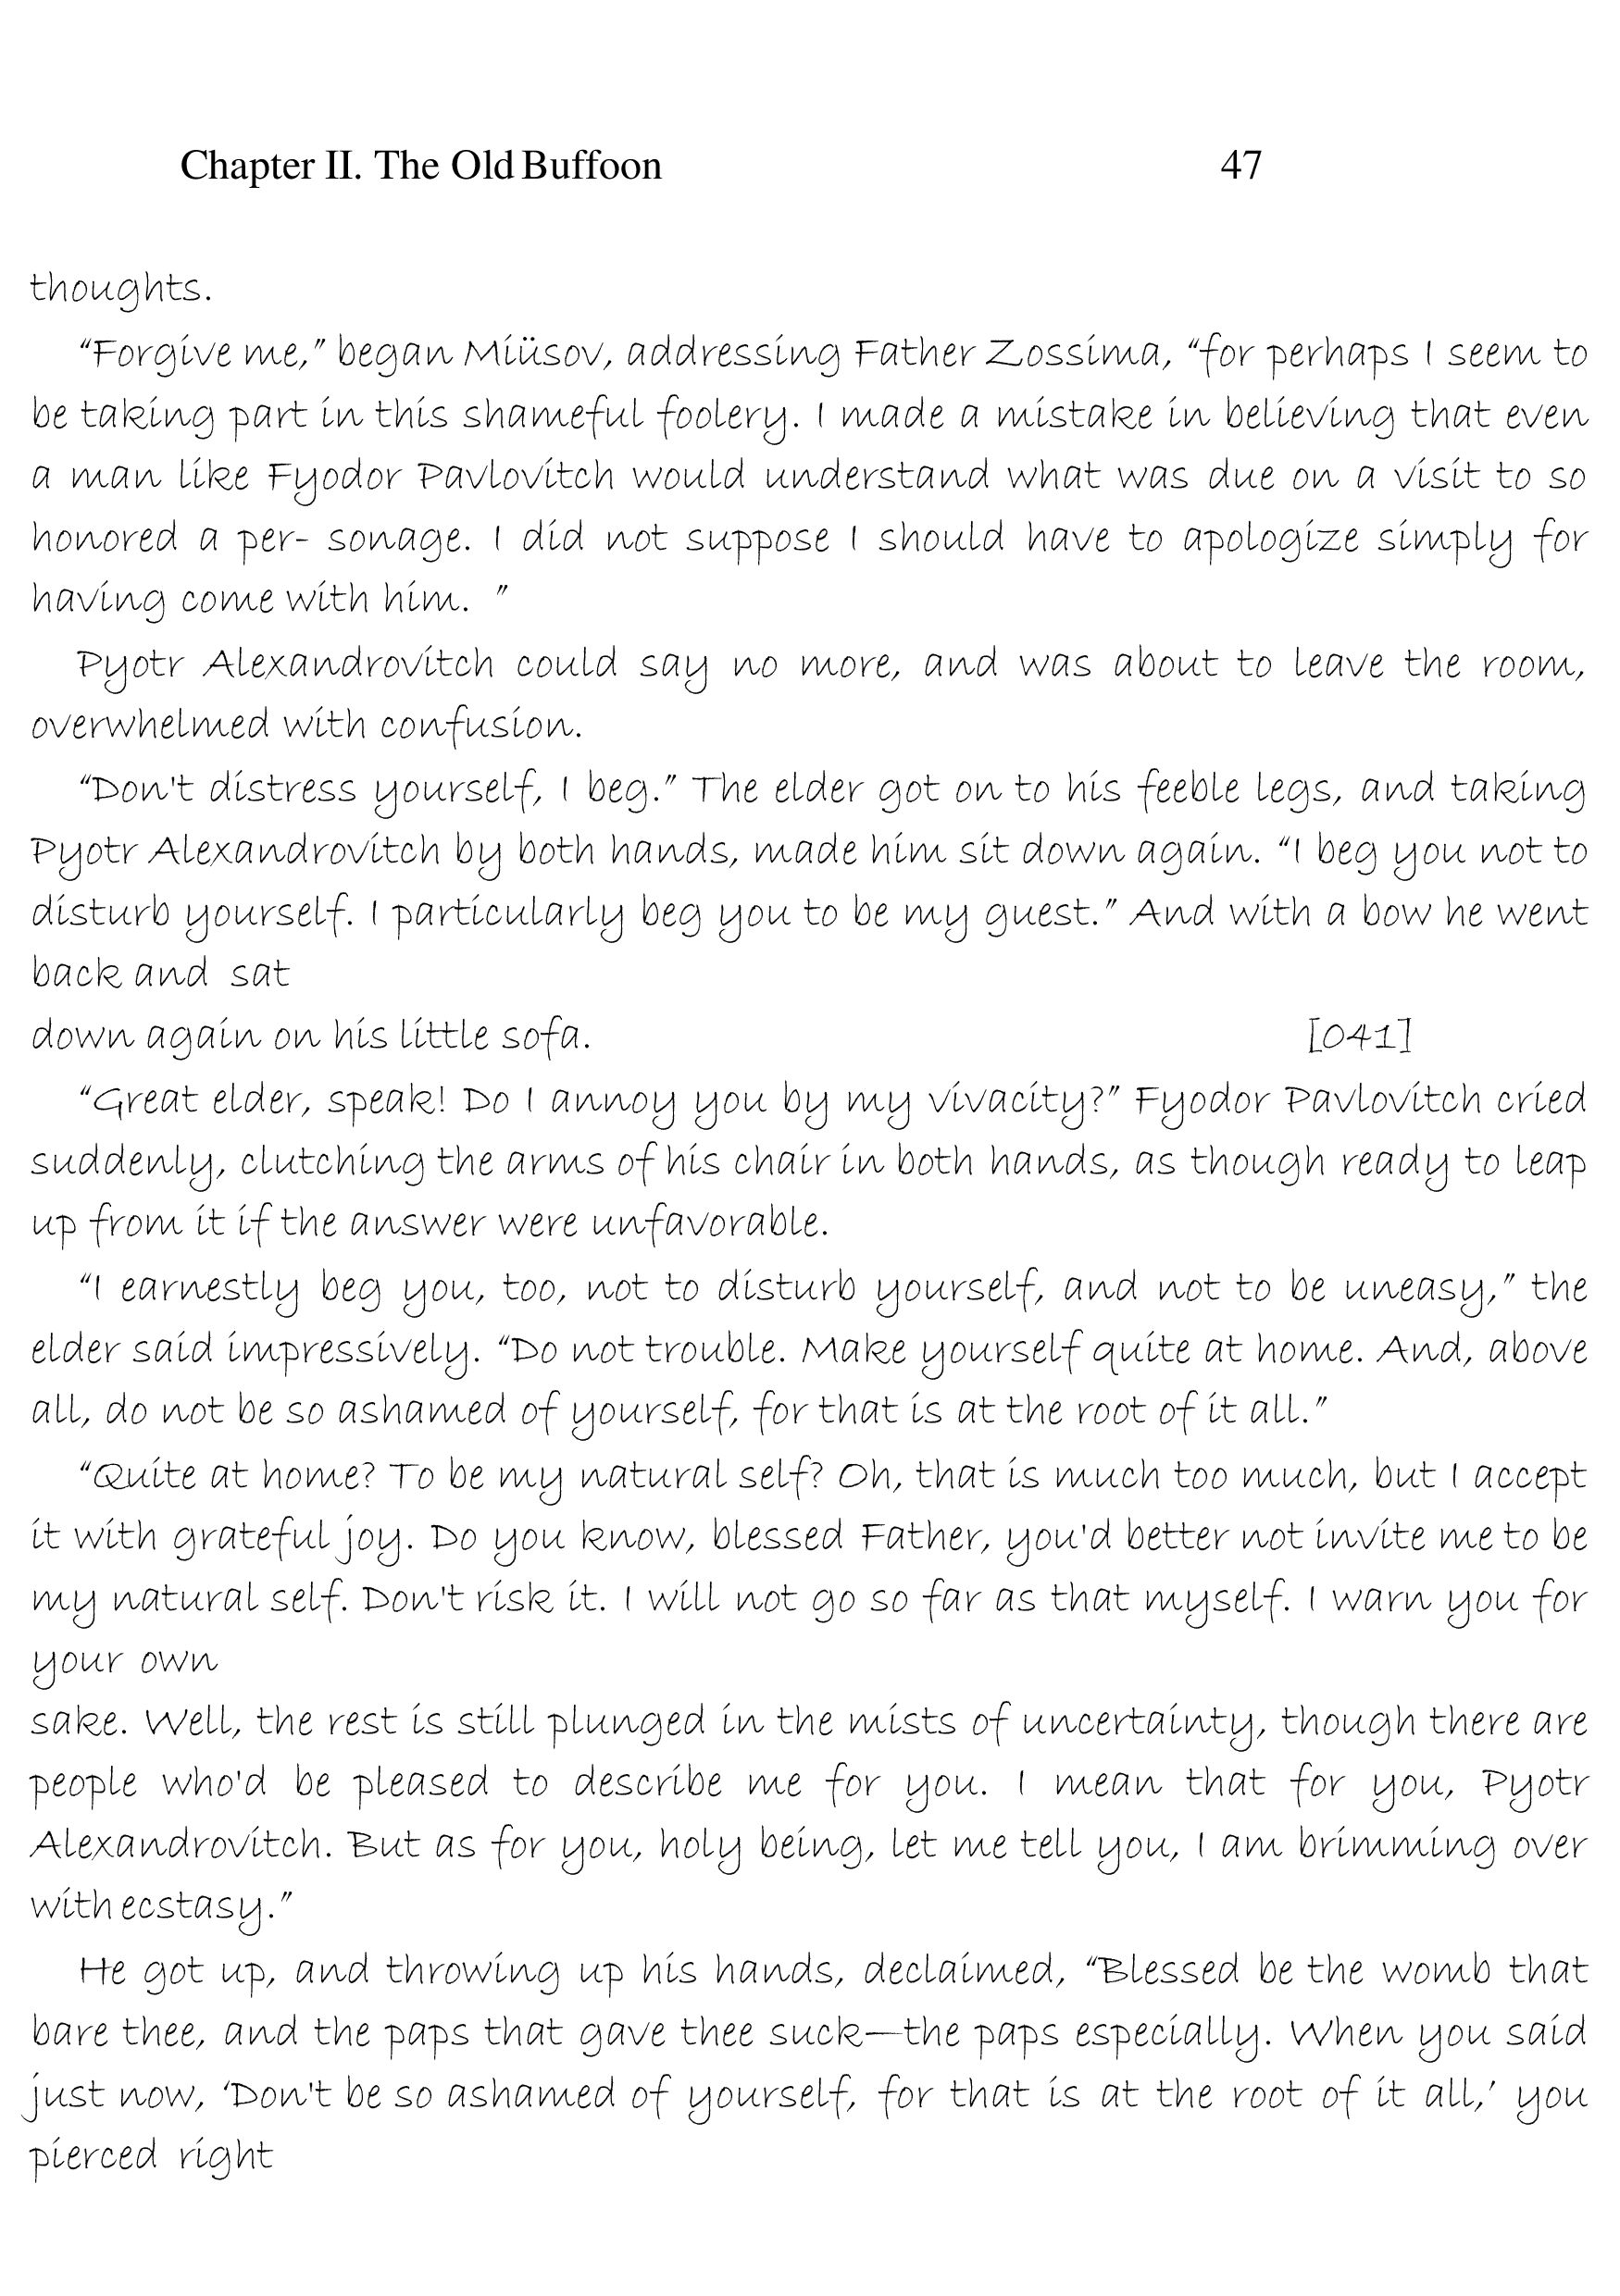 Chapter II. The Old Buffoon 47
thoughts.
“Forgive me,” began Miüsov, addressing Father Zossima, “for perhaps I seem to
be taking part in this shameful foolery. I made a mistake in believing that even
a man like Fyodor Pavlovitch would understand what was due on a visit to so
honored a per- sonage. I did not suppose I should have to apologize simply for
having come with him. ”
Pyotr Alexandrovitch could say no more, and was about to leave the room,
overwhelmed with confusion.
“Don't distress yourself, I beg.” The elder got on to his feeble legs, and taking
Pyotr Alexandrovitch by both hands, made him sit down again. “I beg you not to
disturb yourself. I particularly beg you to be my guest.” And with a bow he went
back and sat
down again on his little sofa. [041]
“Great elder, speak! Do I annoy you by my vivacity?” Fyodor Pavlovitch cried
suddenly, clutching the arms of his chair in both hands, as though ready to leap
up from it if the answer were unfavorable.
“I earnestly beg you, too, not to disturb yourself, and not to be uneasy,” the
elder said impressively. “Do not trouble. Make yourself quite at home. And, above
all, do not be so ashamed of yourself, for that is at the root of it all.”
“Quite at home? To be my natural self? Oh, that is much too much, but I accept
it with grateful joy. Do you know, blessed Father, you'd better not invite me to be
my natural self. Don't risk it. I will not go so far as that myself. I warn you for
your own
sake. Well, the rest is still plunged in the mists of uncertainty, though there are
people who'd be pleased to describe me for you. I mean that for you, Pyotr
Alexandrovitch. But as for you, holy being, let me tell you, I am brimming over
with ecstasy.”
He got up, and throwing up his hands, declaimed, “Blessed be the womb that
bare thee, and the paps that gave thee suck—the paps especially. When you said
just now, ‘Don't be so ashamed of yourself, for that is at the root of it all,’ you
pierced right